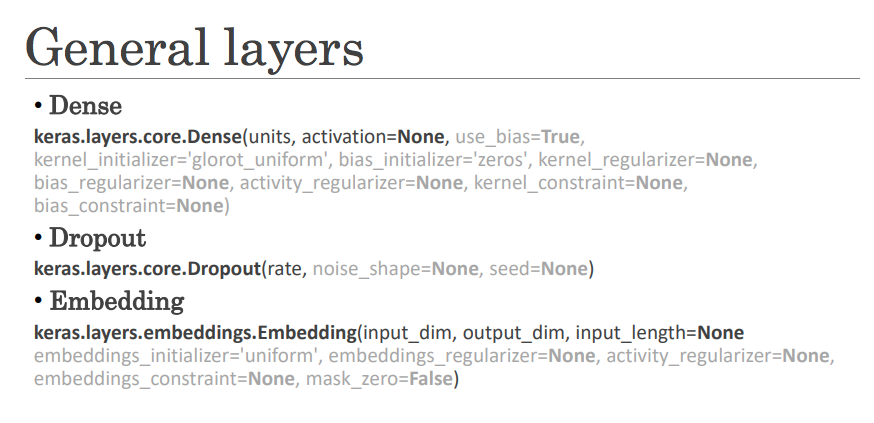 General layers
• Dense
keras.layers.core.Dense(units, activation=None, use_bias=True,
kernel_initializer='glorot_uniform', bias_initializer='zeros', kernel_regularizer=None,
bias_regularizer=None, activity_regularizer=None, kernel_constraint=None,
bias_constraint=None)
• Dropout
keras.layers.core.Dropout(rate, noise_shape=None, seed=None)
• Embedding
keras.layers.embeddings.Embedding(input_dim, output_dim, input_length=None
embeddings_initializer='uniform', embeddings_regularizer=None, activity_regularizer=None,
embeddings_constraint=None, mask_zero=False)